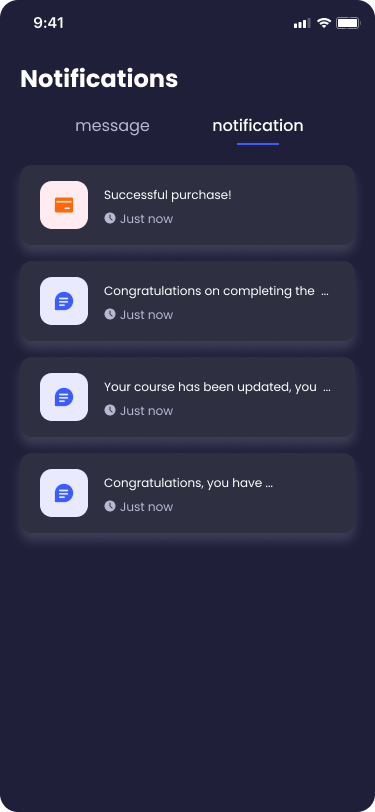 9:41
Notifications
message notification
Successful purchase!
Just now
Congratulations on completing the ...
Just now
Your course has been updated, you ...
Just now
Congratulations, you have ...
Just now